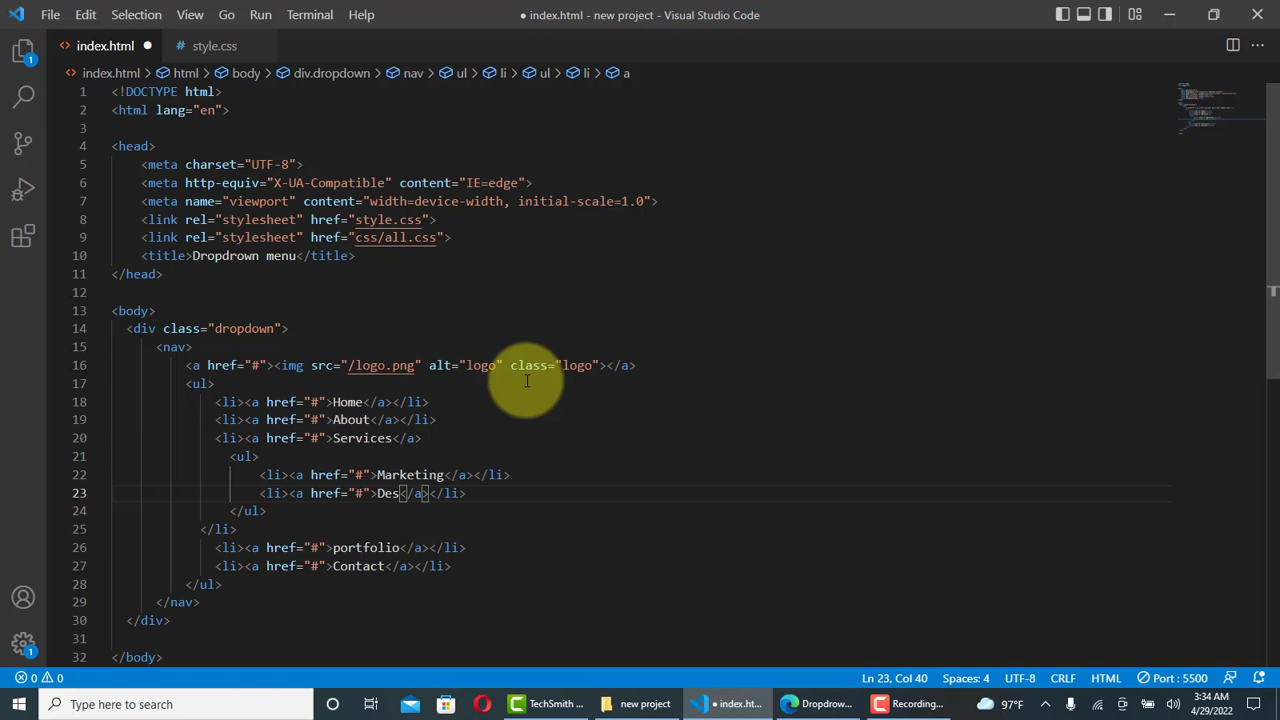 File Edit Selection View Go Run Terminal Help
● index.html - new project - Visual Studio Code
index.html ● # style.css
index.html > html > body > div.dropdown > nav > ul > li > ul > li > a
1 <!DOCTYPE html>
2 <html lang="en">
3
4 <head>
5 <meta charset="UTF-8">
6 <meta http-equiv="X-UA-Compatible" content="IE=edge">
7 <meta name="viewport" content="width=device-width, initial-scale=1.0">
8 <link rel="stylesheet" href="style.css">
9 <link rel="stylesheet" href="css/all.css">
10 <title>Dropdrown menu</title>
11 </head>
12
13 <body>
14 <div class="dropdown">
15 <nav>
16 <a href="#"><img src="/logo.png" alt="logo" class="logo"></a>
17 <ul>
18 <li><a href="#">Home</a></li>
19 <li><a href="#">About</a></li>
20 <li><a href="#">Services</a>
21 <ul>
22 <li><a href="#">Marketing</a></li>
23 <li><a href="#">Des</a></li>
24 </ul>
25 </li>
26 <li><a href="#">portfolio</a></li>
27 <li><a href="#">Contact</a></li>
28 </ul>
29 </nav>
30 </div>
31
32 </body>
1
1
0 0 Ln 23, Col 40 Spaces: 4 UTF-8 CRLF HTML Port : 5500
Type here to search TechSmith ... new project ● index.ht... Dropdrow... Recording... 97°F 3:34 AM
4/29/2022